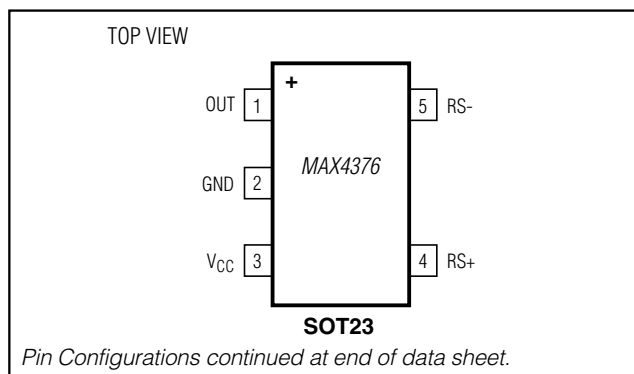 TOP VIEW
+
OUT 1
5 RS-
MAX4376
GND 2
VCC 3
4 RS+
SOT23
Pin Configurations continued at end of data sheet.